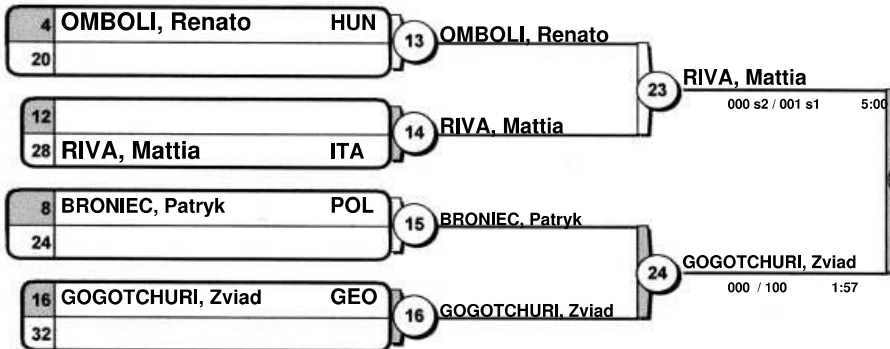 4 OMBOLI, Renato HUN
20
13 OMBOLI, Renato
12
28 RIVA, Mattia ITA
14 RIVA, Mattia
23 RIVA, Mattia
000 s2 / 001 s1 5:00
8 BRONIEC, Patryk POL
24
15 BRONIEC, Patryk
16 GOGOTCHURI, Zviad GEO
32
16 GOGOTCHURI, Zviad
24 GOGOTCHURI, Zviad
000 / 100 1:57